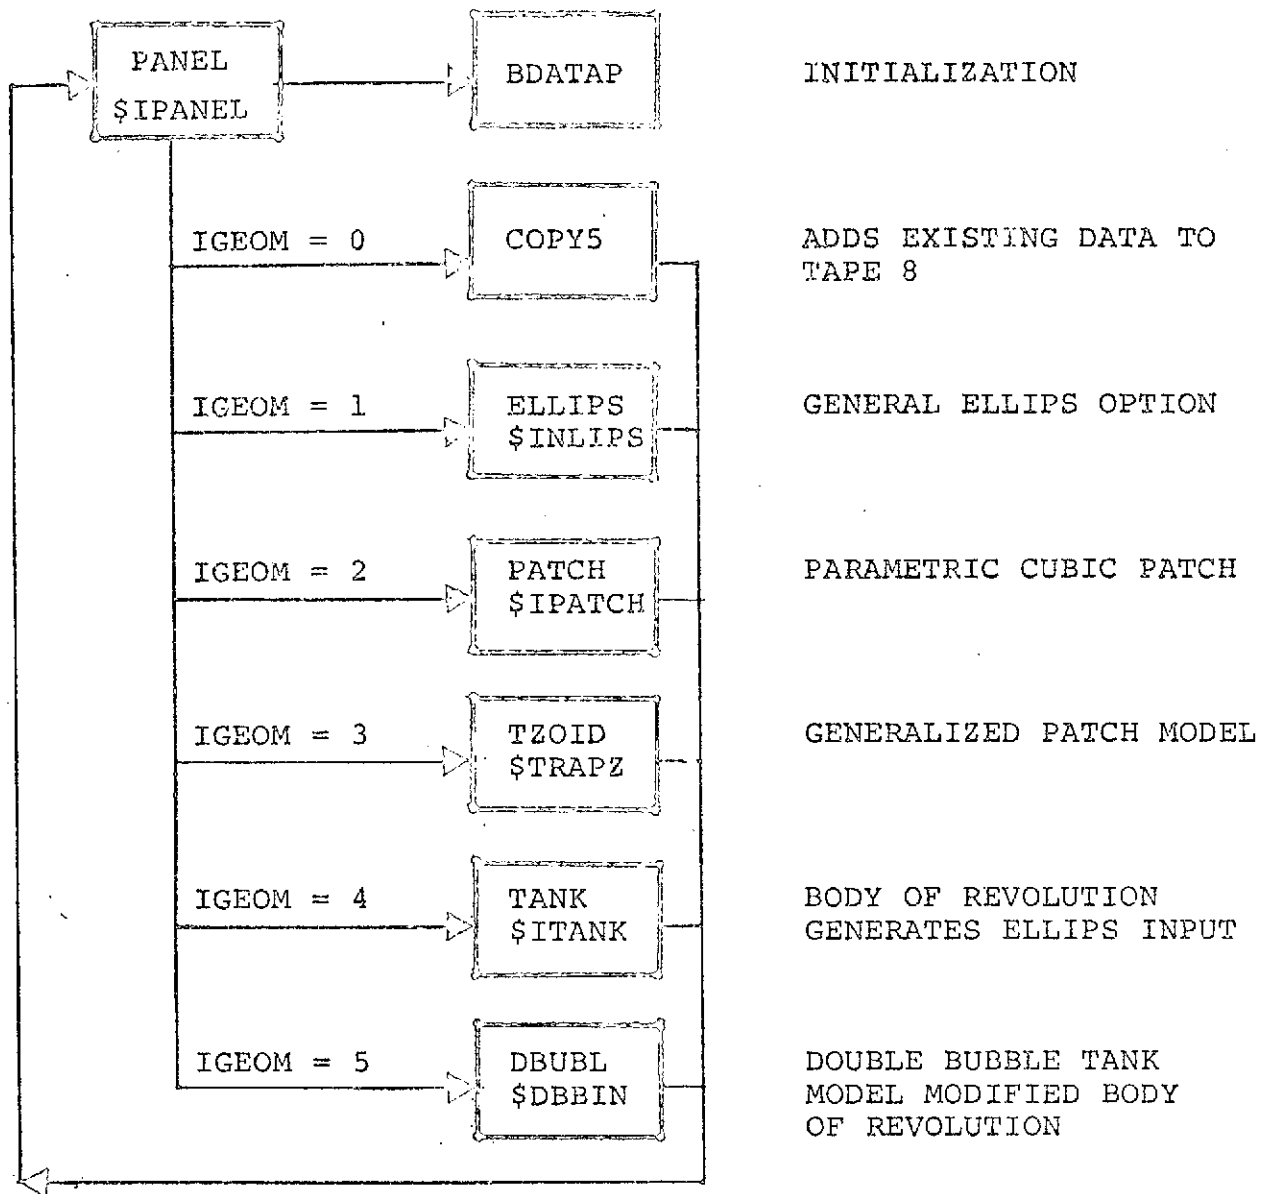 PANEL
$IPANEL
BDATAP
INITIALIZATION
IGEOM = 0
COPY5
ADDS EXISTING DATA TO
TAPE 8
IGEOM = 1
ELLIPS
$INLIPS
GENERAL ELLIPS OPTION
IGEOM = 2
PATCH
$IPATCH
PARAMETRIC CUBIC PATCH
IGEOM = 3
TZOID
$TRAPZ
GENERALIZED PATCH MODEL
IGEOM = 4
TANK
$ITANK
BODY OF REVOLUTION
GENERATES ELLIPS INPUT
IGEOM = 5
DBUBL
$DBBIN
DOUBLE BUBBLE TANK
MODEL MODIFIED BODY
OF REVOLUTION